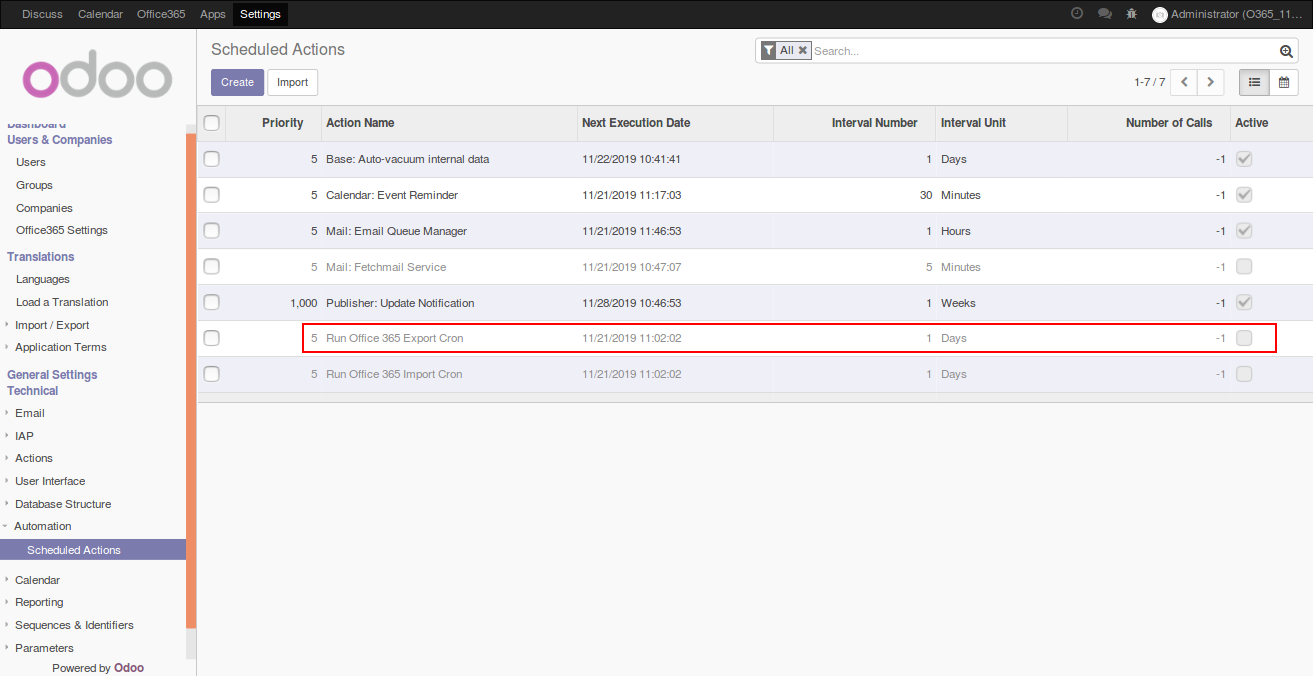 Discuss Calendar Office365 Apps Settings Administrator (O365_11...
odoo
Dashboard
Users & Companies
Users
Groups
Companies
Office365 Settings
Translations
Languages
Load a Translation
Import / Export
Application Terms
General Settings
Technical
Email
IAP
Actions
User Interface
Database Structure
Automation
Scheduled Actions
Calendar
Reporting
Sequences & Identifiers
Parameters
Powered by Odoo
Scheduled Actions
All Search...
Create Import 1-7 / 7
Priority Action Name Next Execution Date Interval Number Interval Unit Number of Calls Active
5 Base: Auto-vacuum internal data 11/22/2019 10:41:41 1 Days -1
5 Calendar: Event Reminder 11/21/2019 11:17:03 30 Minutes -1
5 Mail: Email Queue Manager 11/21/2019 11:46:53 1 Hours -1
5 Mail: Fetchmail Service 11/21/2019 10:47:07 5 Minutes -1
1,000 Publisher: Update Notification 11/28/2019 10:46:53 1 Weeks -1
5 Run Office 365 Export Cron 11/21/2019 11:02:02 1 Days -1
5 Run Office 365 Import Cron 11/21/2019 11:02:02 1 Days -1